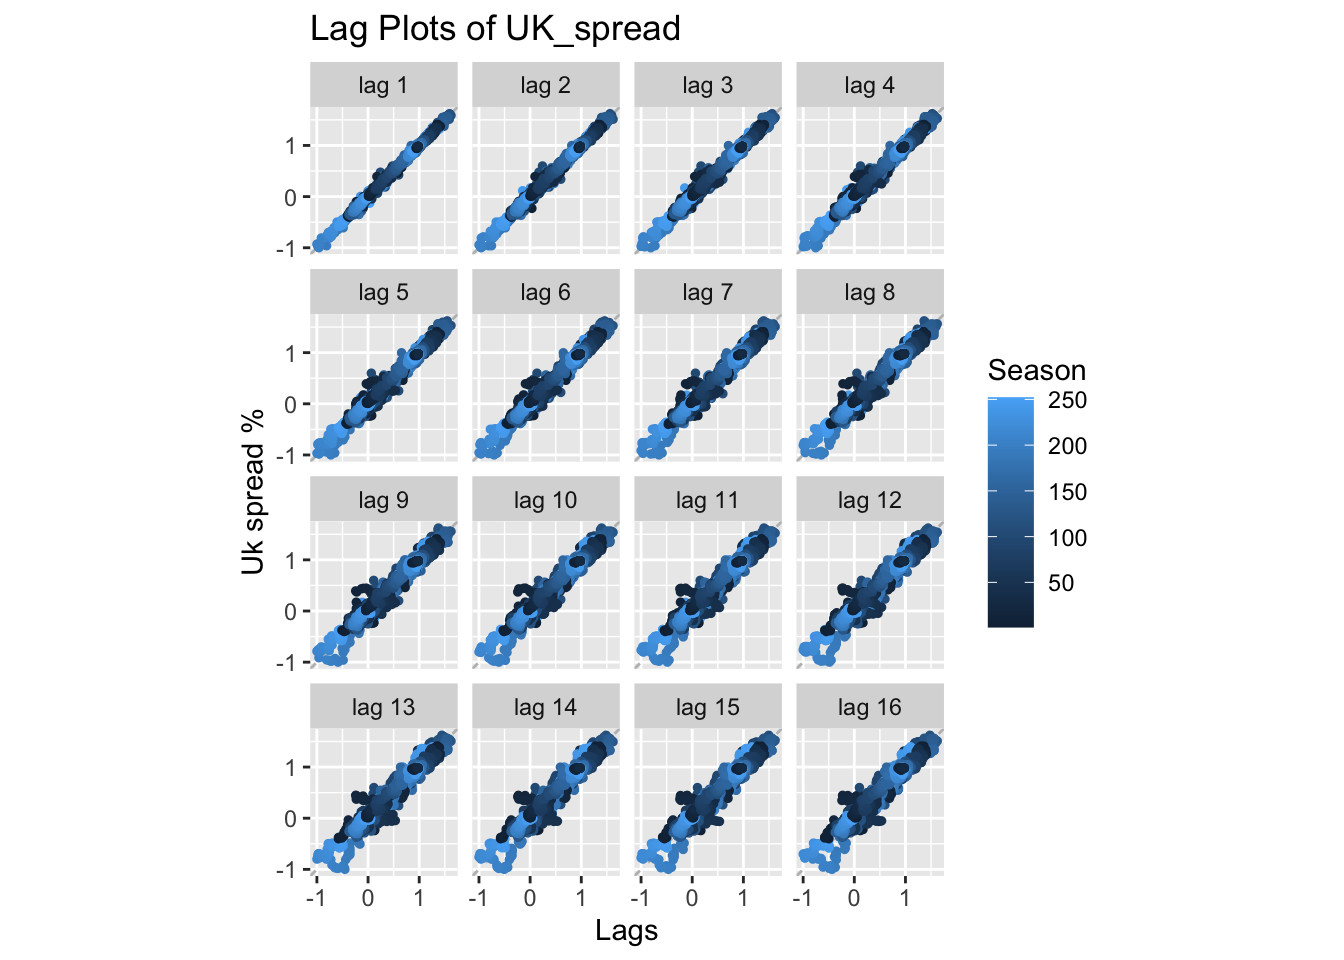 Lag Plots of UK_spread
lag 1 lag 2 lag 3 lag 4
1
0
-1
lag 5 lag 6 lag 7 lag 8
1
0
-1
lag 9 lag 10 lag 11 lag 12
1
0
-1
lag 13 lag 14 lag 15 lag 16
1
0
-1
-1 0 1 -1 0 1 -1 0 1 -1 0 1
Lags
Uk spread %
Season
250
200
150
100
50